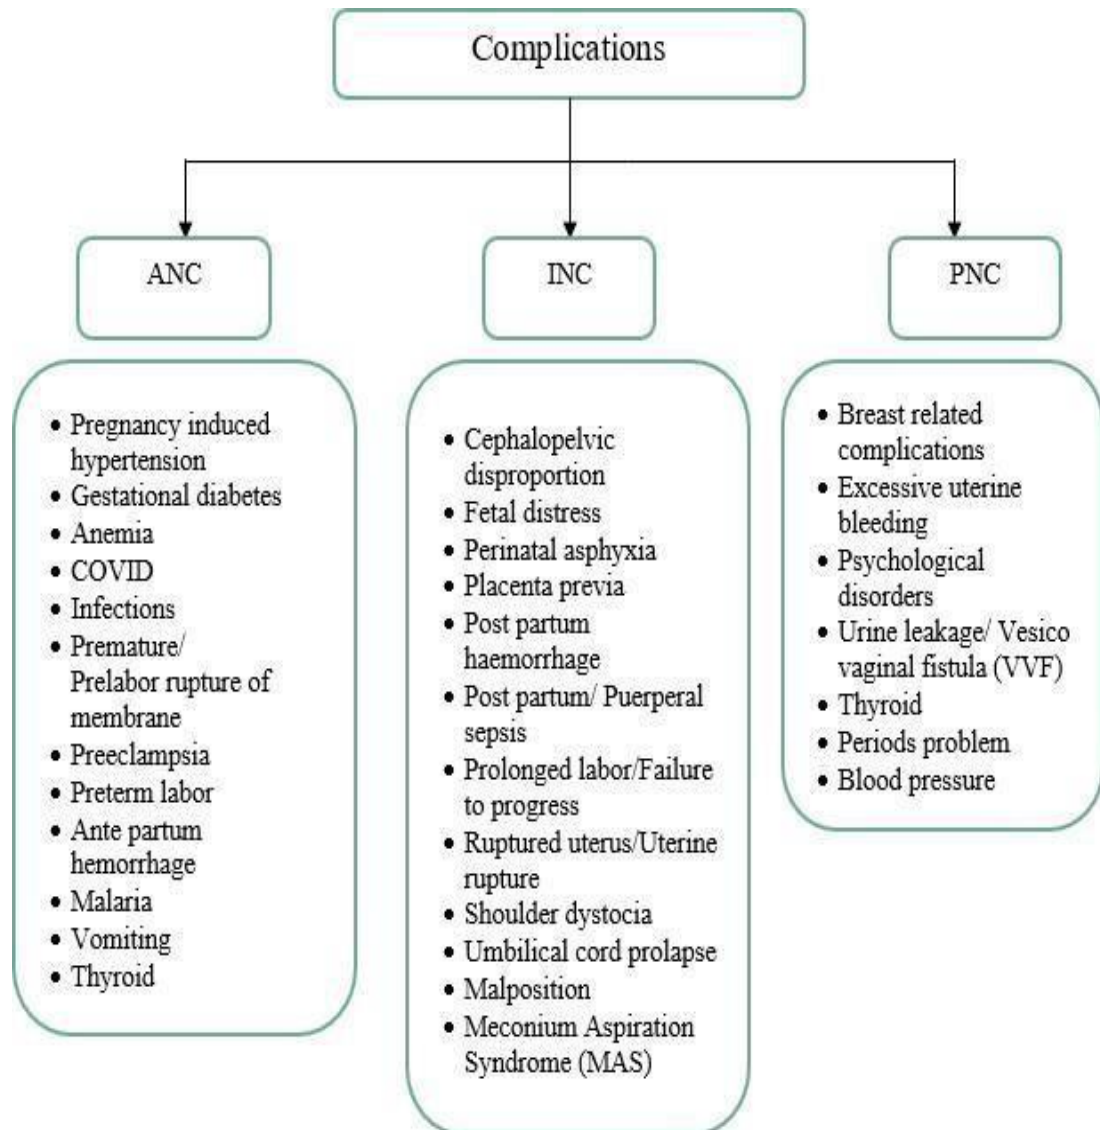 Complications
ANC
INC
PNC
• Pregnancy induced
hypertension
• Gestational diabetes
• Anemia
• COVID
• Infections
• Premature/
Prelabor rupture of
membrane
• Preeclampsia
• Preterm labor
• Ante partum
hemorrhage
• Malaria
• Vomiting
• Thyroid
• Cephalopelvic
disproportion
• Fetal distress
• Perinatal asphyxia
• Placenta previa
• Post partum
haemorrhage
• Post partum/ Puerperal
sepsis
• Prolonged labor/Failure
to progress
• Ruptured uterus/Uterine
rupture
• Shoulder dystocia
• Umbilical cord prolapse
• Malposition
• Meconium Aspiration
Syndrome (MAS)
• Breast related
complications
• Excessive uterine
bleeding
• Psychological
disorders
• Urine leakage/ Vesico
vaginal fistula (VVF)
• Thyroid
• Periods problem
• Blood pressure